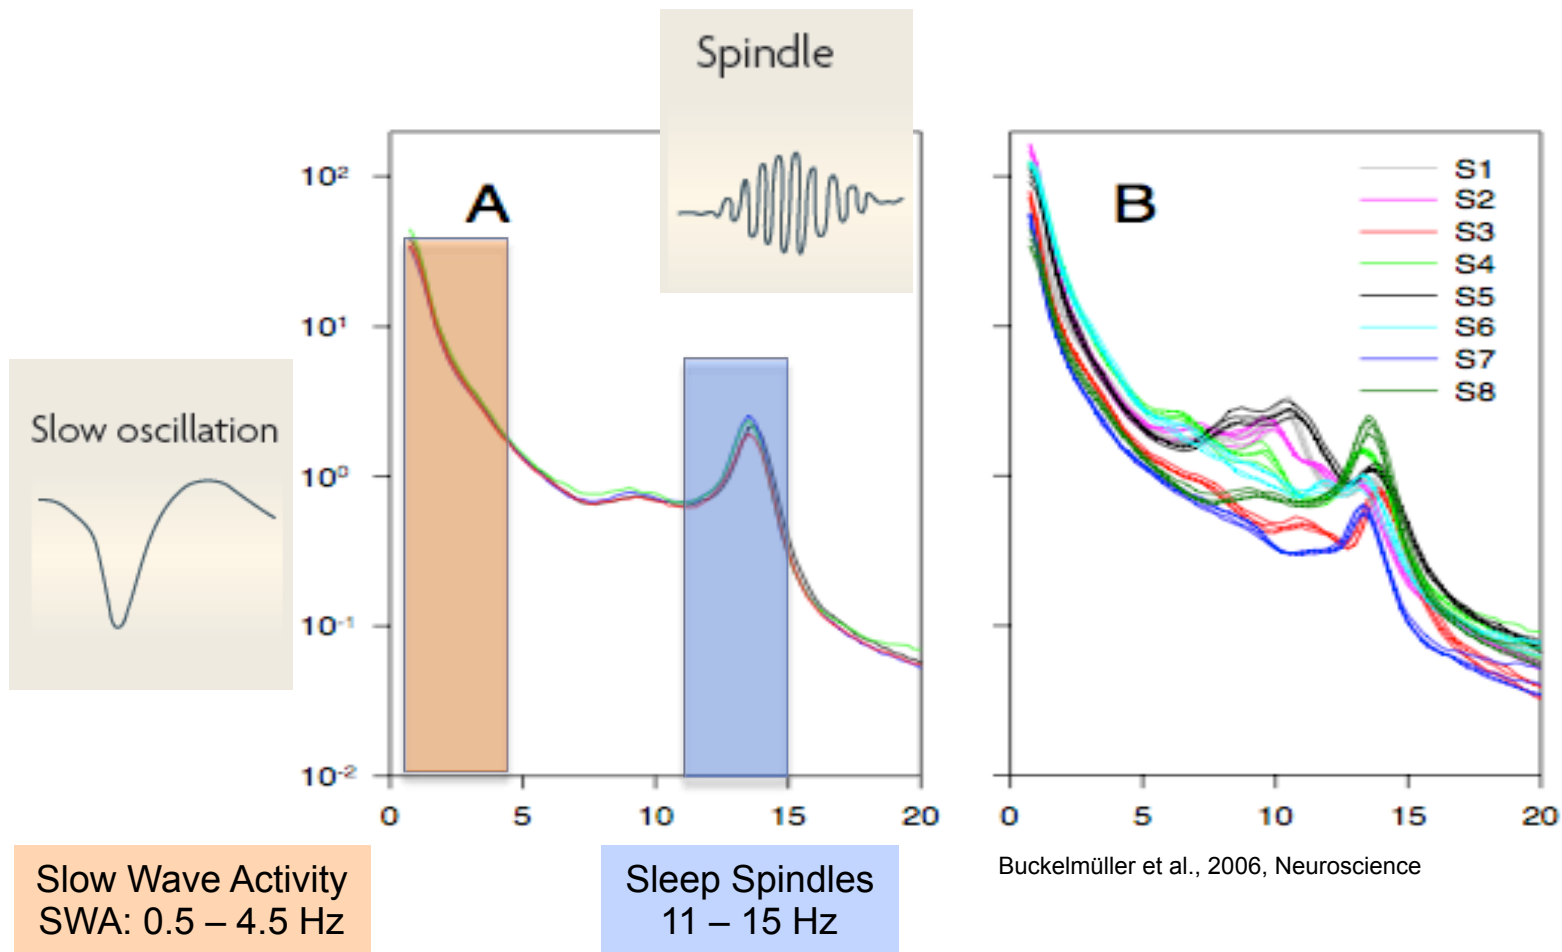 Spindle
A
B
S1
S2
S3
S4
S5
S6
S7
S8
10²
10¹
10⁰
10⁻¹
10⁻²
Slow oscillation
0 5 10 15 20
0 5 10 15 20
Slow Wave Activity
SWA: 0.5 – 4.5 Hz
Sleep Spindles
11 – 15 Hz
Buckelmüller et al., 2006, Neuroscience